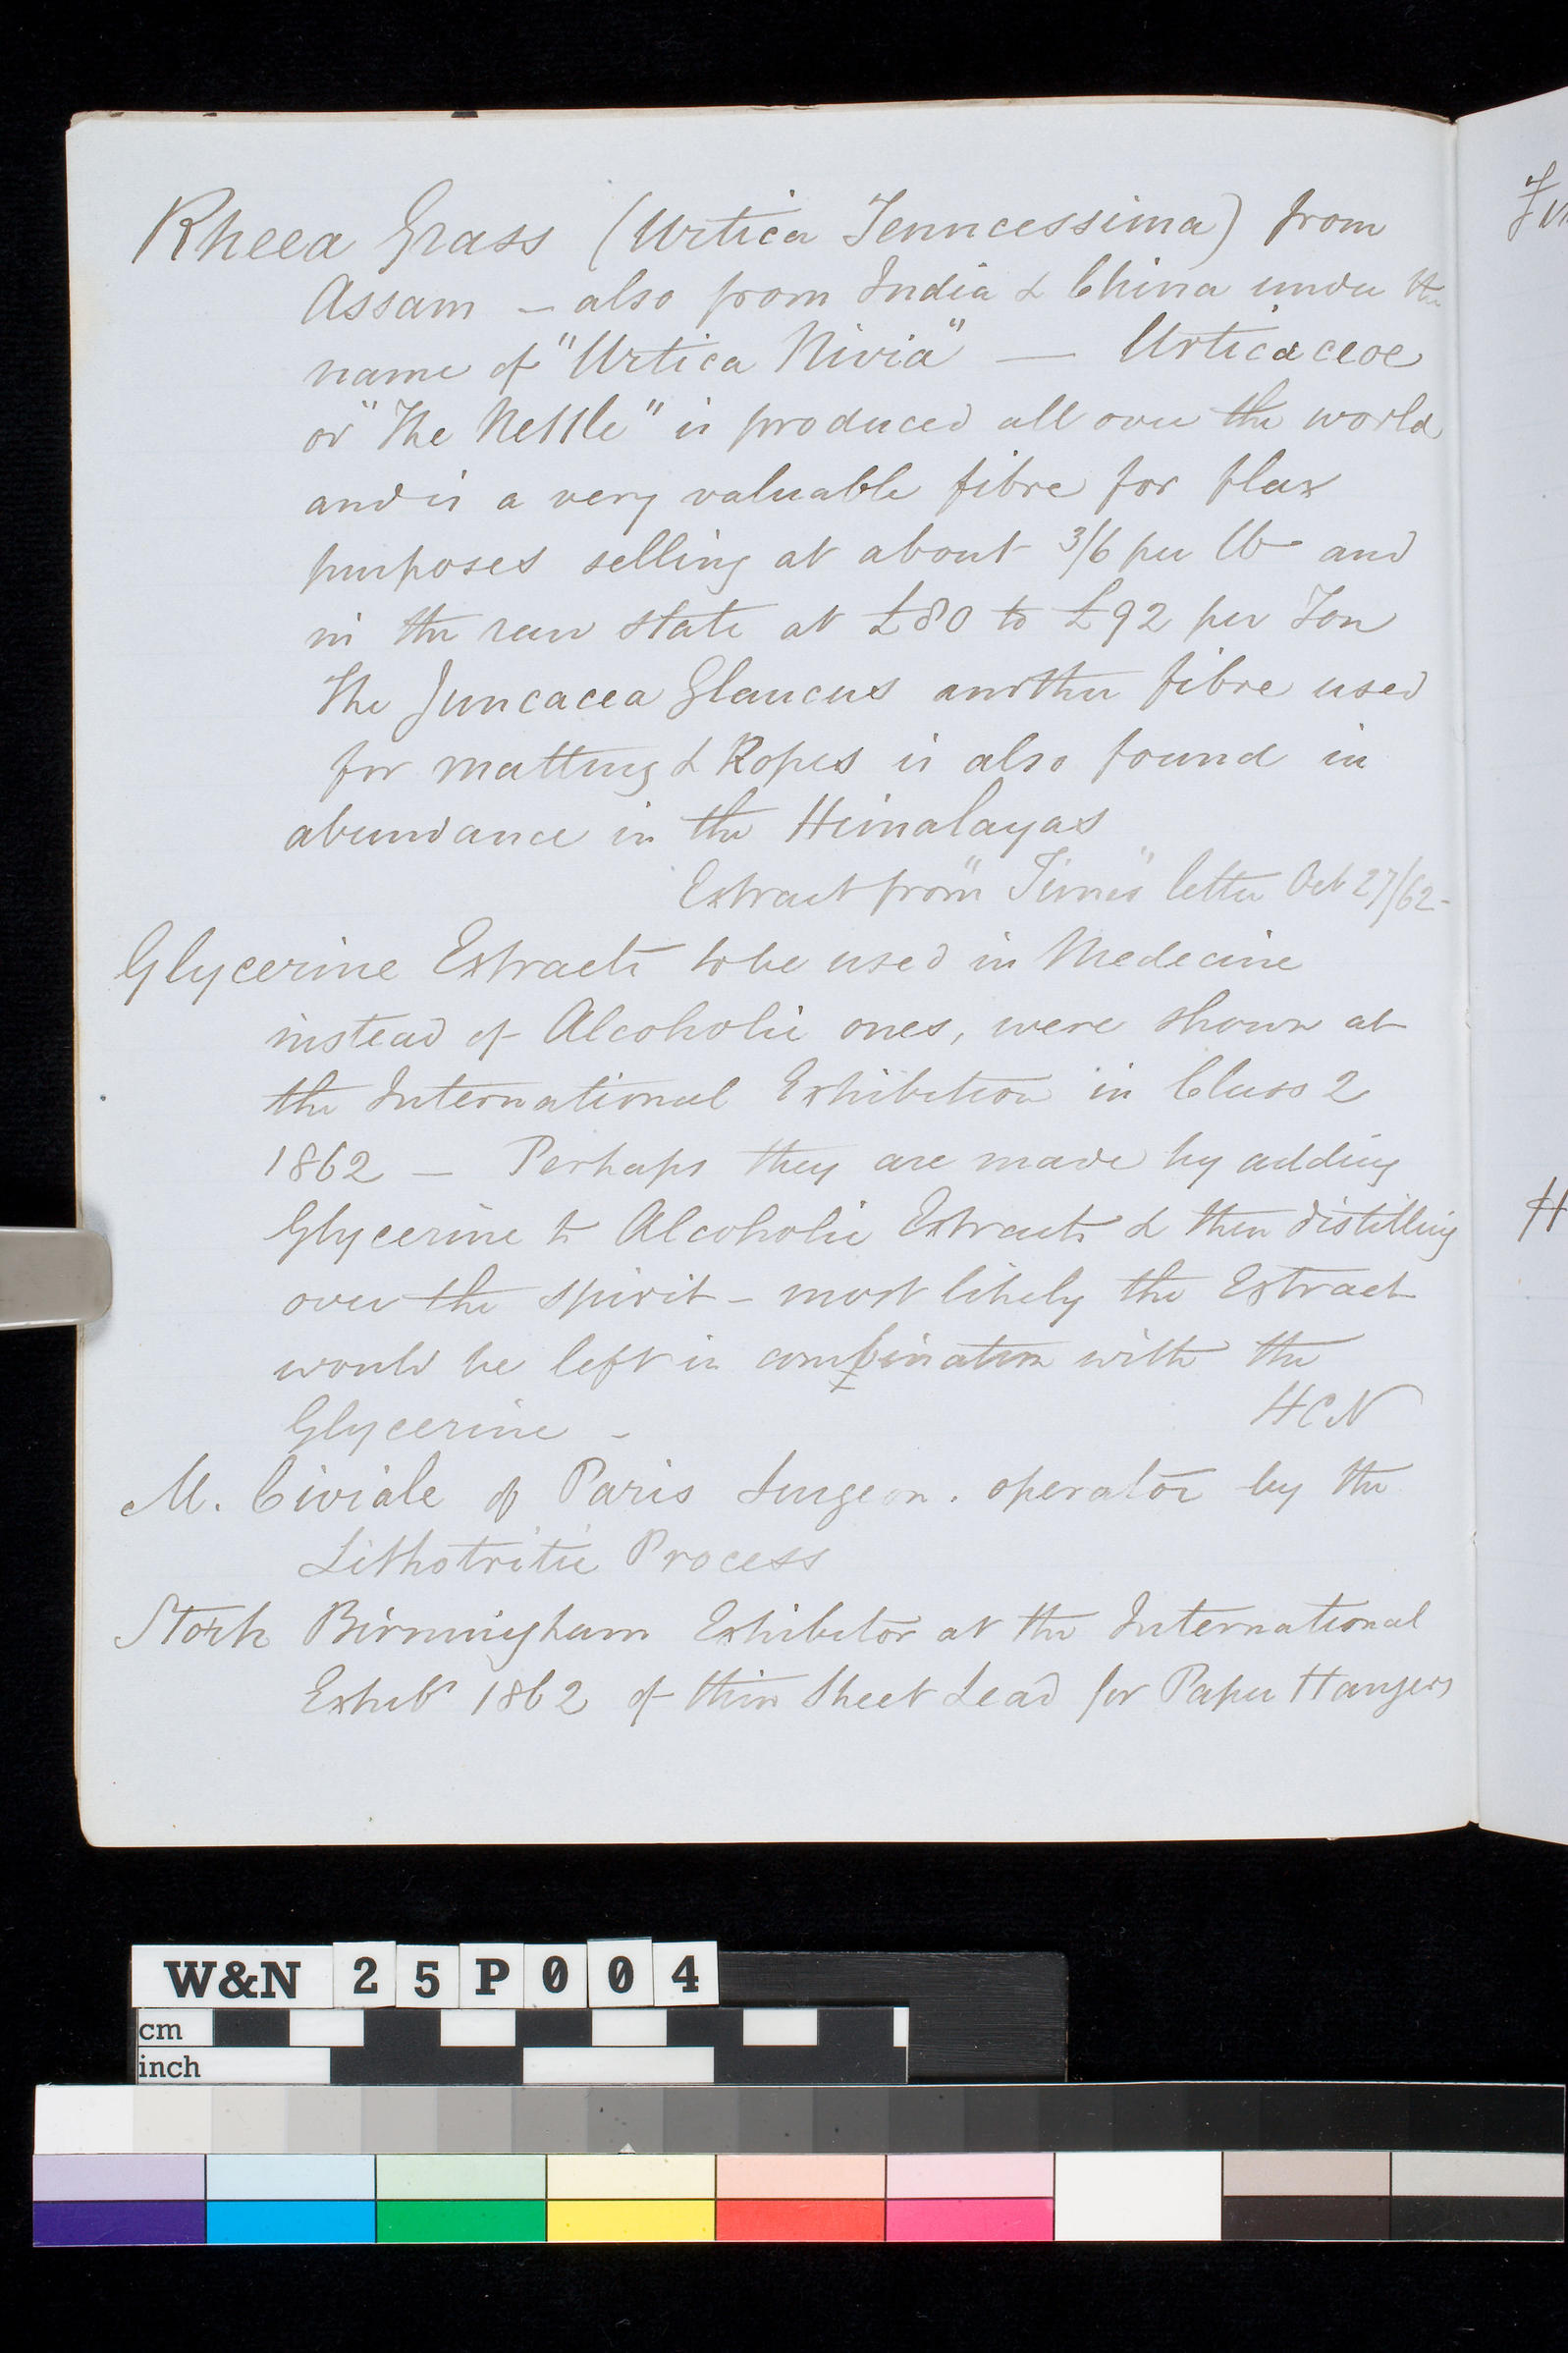 Rheea Grass (Urtica Tenncessima) from
Assam – also from India & China under the
name of "Urtica Nivia" — Urticaceoe
or "The Nettle" is produced all over the world
and is a very valuable fibre for flax
purposes selling at about 3/6 per lb and
in the raw state at £80 to £92 per Ton
The Juncacea Glaucus another fibre used
for matting & Ropes is also found in
abundance in the Himalayas
Extract from "Times" letter Oct 27/62–
Glycerine Extracts to be used in Medecine
instead of Alcoholic ones, were shown at
the International Exhibition in Class 2
1862 – Perhaps they are made by adding
Glycerine to Alcoholic Extracts & then distilling
over the spirit – most likely the Extract
would be left in combination with the
Glycerine – HCN
M. Civiale of Paris Surgeon. operator by the
Lithotritic Process
Stock Birmingham Exhibitor at the International
Exhibn 1862 of thin Sheet Lead for Paper Hangers
W&N 25P004
cm
inch
H